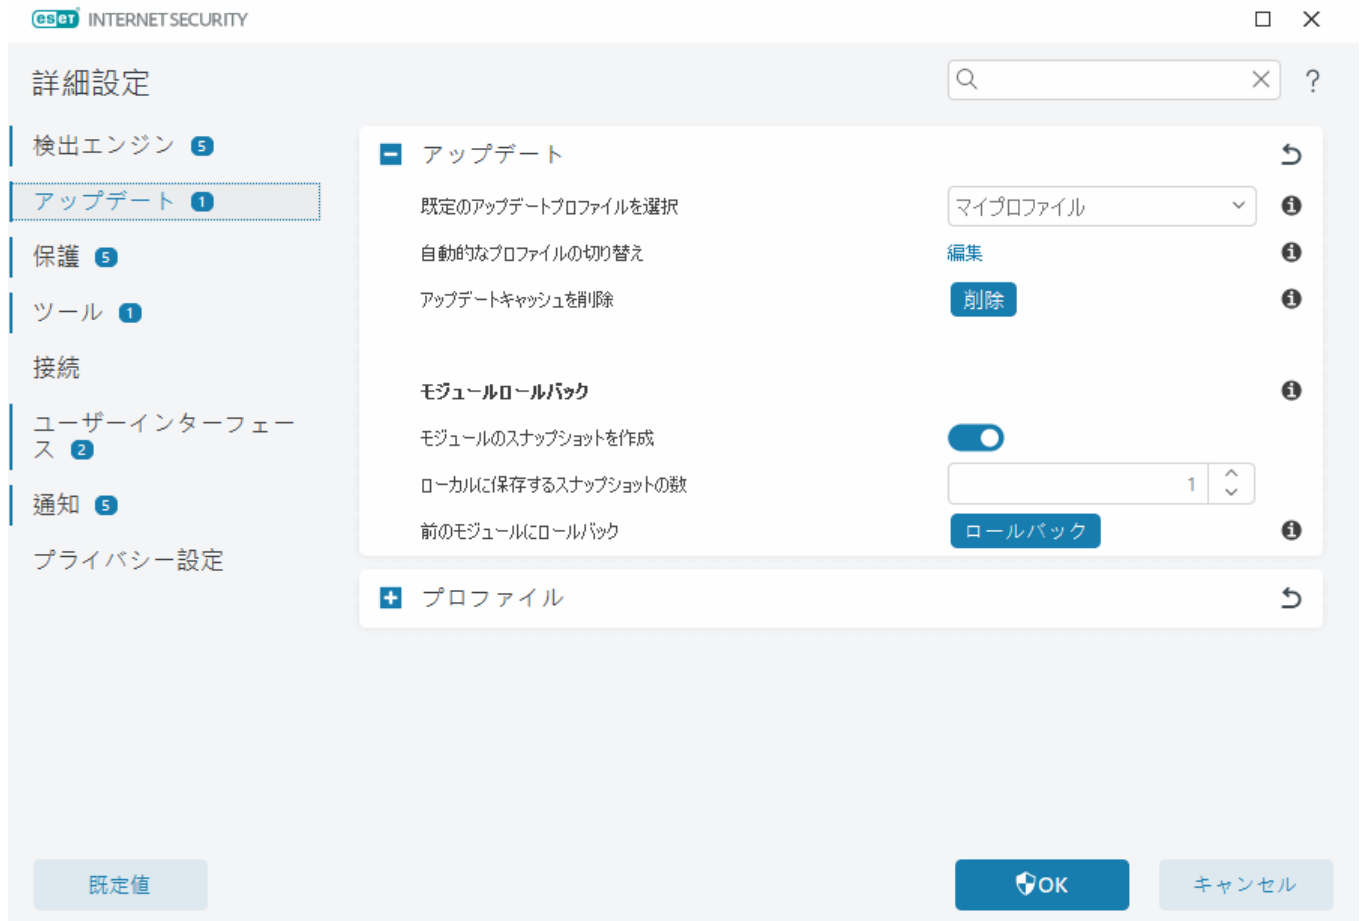 eset INTERNET SECURITY
詳細設定
?
検出エンジン 5
アップデート 1
保護 5
ツール 1
接続
ユーザーインターフェー
ス 2
通知 5
プライバシー設定
アップデート
既定のアップデートプロファイルを選択 マイプロファイル
自動的なプロファイルの切り替え 編集
アップデートキャッシュを削除 削除
モジュールロールバック
モジュールのスナップショットを作成
ローカルに保存するスナップショットの数 1
前のモジュールにロールバック ロールバック
プロファイル
既定値 OK キャンセル